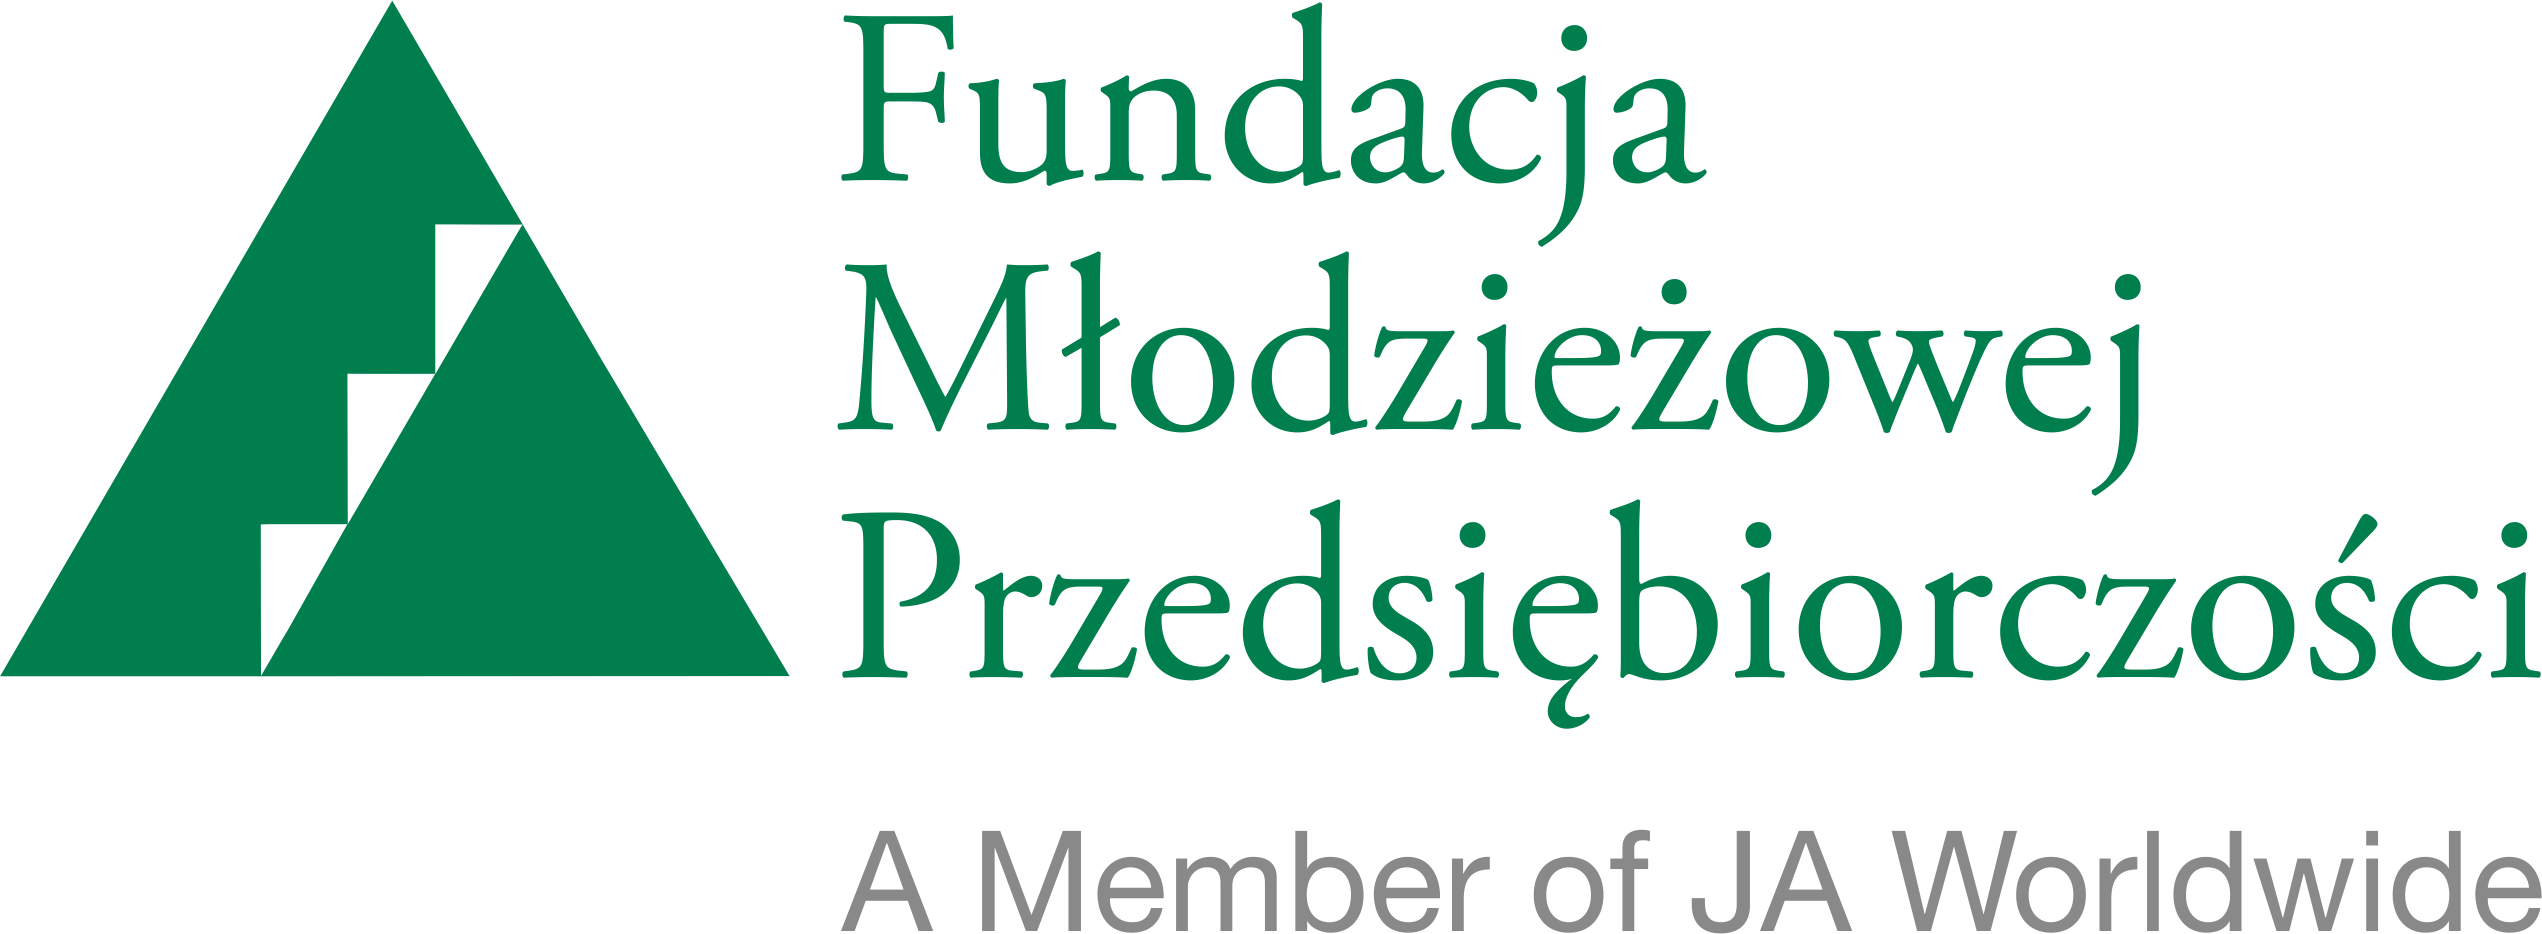 Fundacja
Młodzieżowej
Przedsiębiorczości
A Member of JA Worldwide